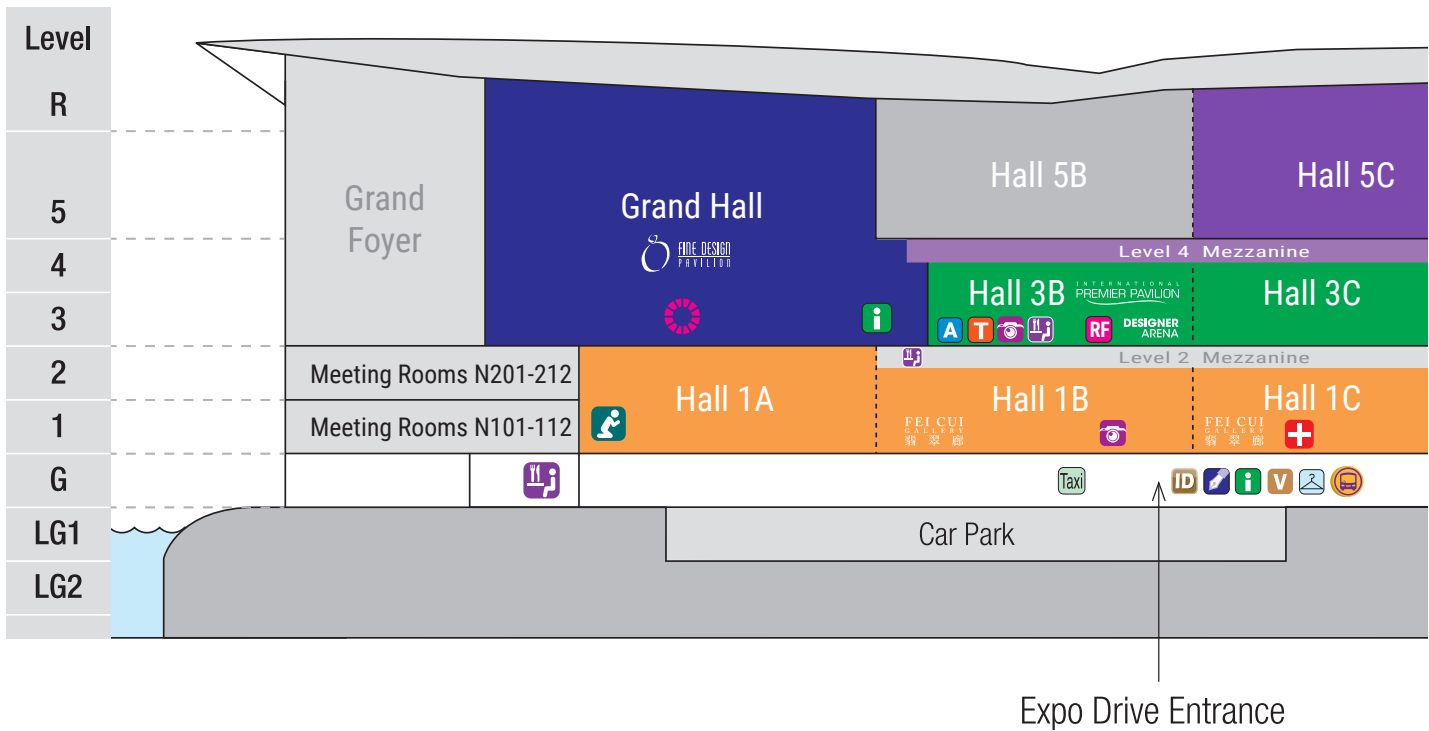 Level
R
5
4
3
2
1
G
LG1
LG2
Grand
Foyer
Grand Hall
FINE DESIGN
PAVILION
Hall 5B
Hall 5C
Level 4 Mezzanine
Hall 3B
INTERNATIONAL
PREMIER PAVILION
Hall 3C
i
A
T
RF
DESIGNER
ARENA
Level 2 Mezzanine
Meeting Rooms N201-212
Meeting Rooms N101-112
Hall 1A
Hall 1B
Hall 1C
FEI CUI
GALLERY
翡翠廊
FEI CUI
GALLERY
翡翠廊
Taxi
ID
i
V
Car Park
Expo Drive Entrance